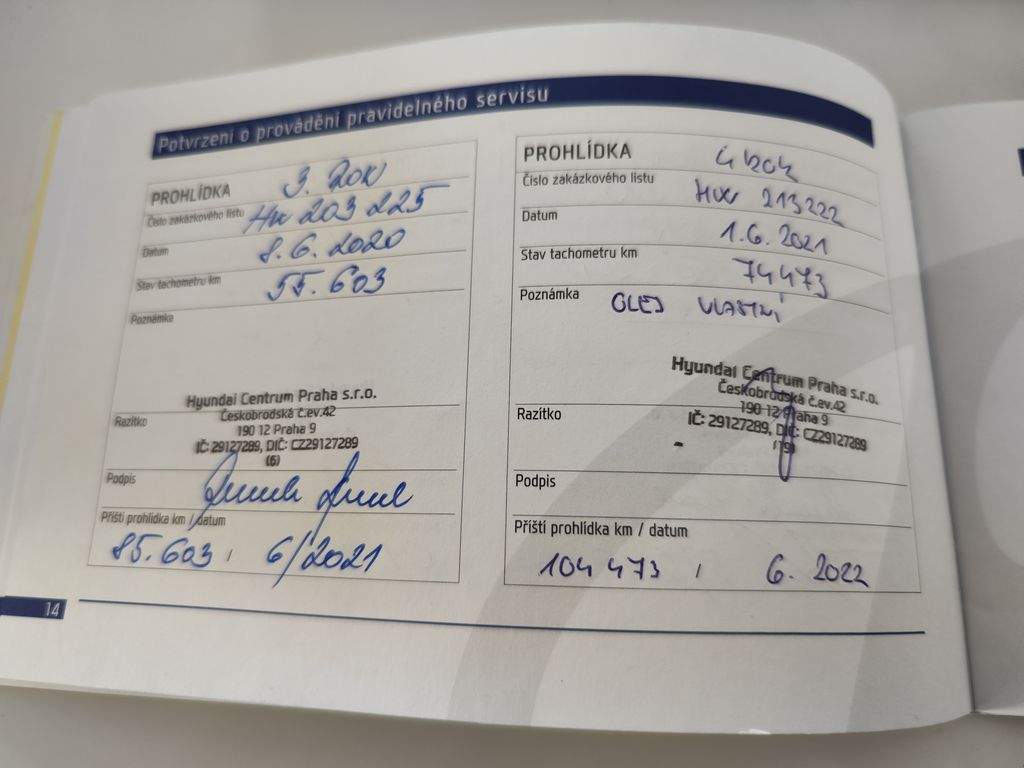 Potvrzení o provádění pravidelného servisu
PROHLÍDKA 3. ROK
Číslo zakázkového listu HK 203 225
Datum 8.6.2020
Stav tachometru km 55.603
Poznámka
Hyundai Centrum Praha s.r.o.
Českobrodská č.ev.42
Razítko
190 12 Praha 9
IČ: 29127289, DIČ: CZ29127289
(6)
Podpis
Příští prohlídka km / datum
85.603 / 6/2021
PROHLÍDKA 4 ROK
Číslo zakázkového listu HK 213222
Datum 1.6.2021
Stav tachometru km 74473
Poznámka OLEJ VLASTNÍ
Hyundai Centrum Praha s.r.o.
Českobrodská č.ev.42
Razítko
190 12 Praha 9
IČ: 29127289, DIČ: CZ29127289
Podpis
Příští prohlídka km / datum
104 473 / 6. 2022
14